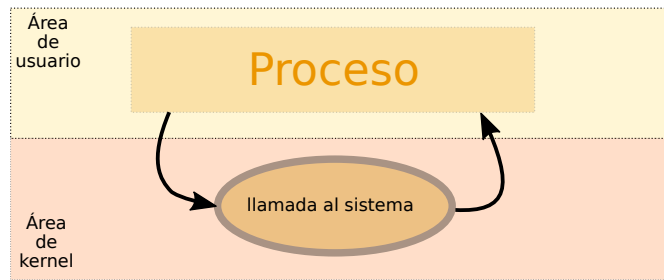 Área
de
usuario
Proceso
llamada al sistema
Área
de
kernel